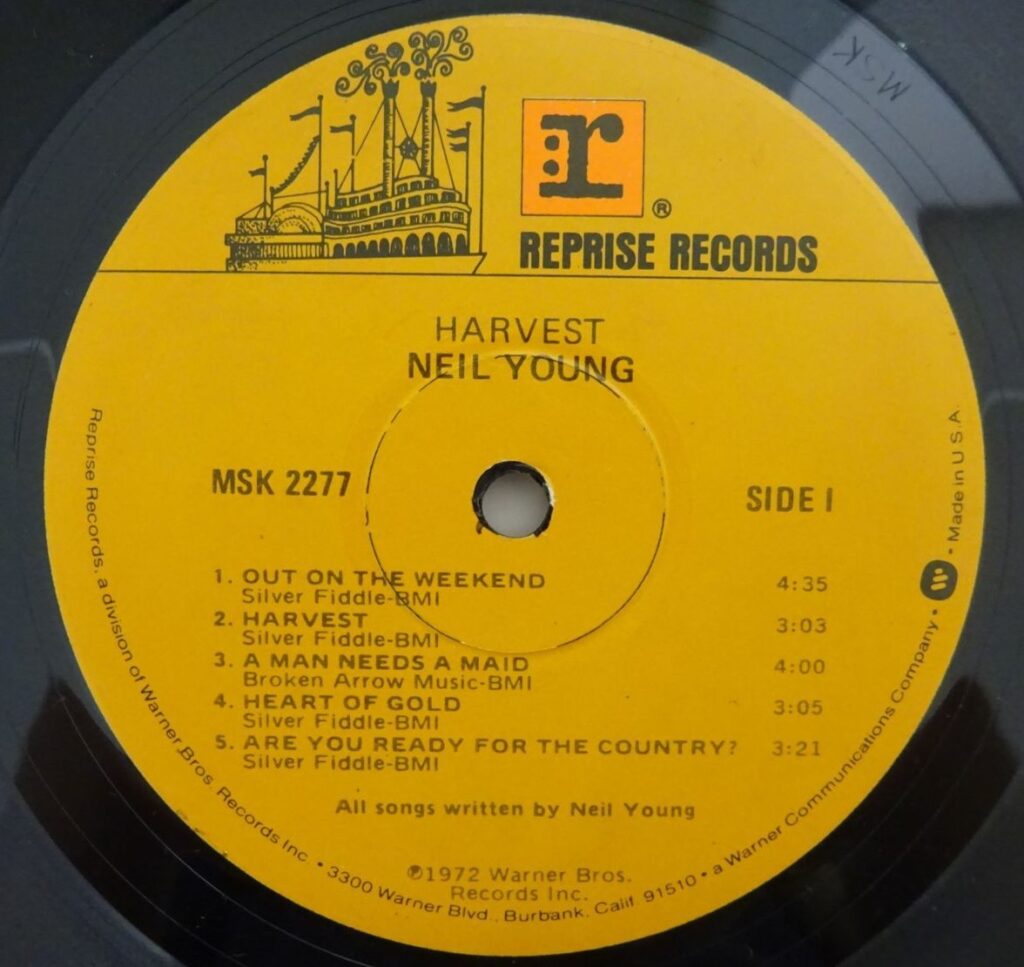 MSK
r
®
REPRISE RECORDS
HARVEST
NEIL YOUNG
MSK 2277
SIDE I
1. OUT ON THE WEEKEND 4:35
Silver Fiddle-BMI
2. HARVEST 3:03
Silver Fiddle-BMI
3. A MAN NEEDS A MAID 4:00
Broken Arrow Music-BMI
4. HEART OF GOLD 3:05
Silver Fiddle-BMI
5. ARE YOU READY FOR THE COUNTRY? 3:21
Silver Fiddle-BMI
All songs written by Neil Young
℗1972 Warner Bros.
Records Inc.
Reprise Records, a division of Warner Bros. Records Inc. • 3300 Warner Blvd., Burbank, Calif. 91510 • a Warner Communications Company • Made in U.S.A.